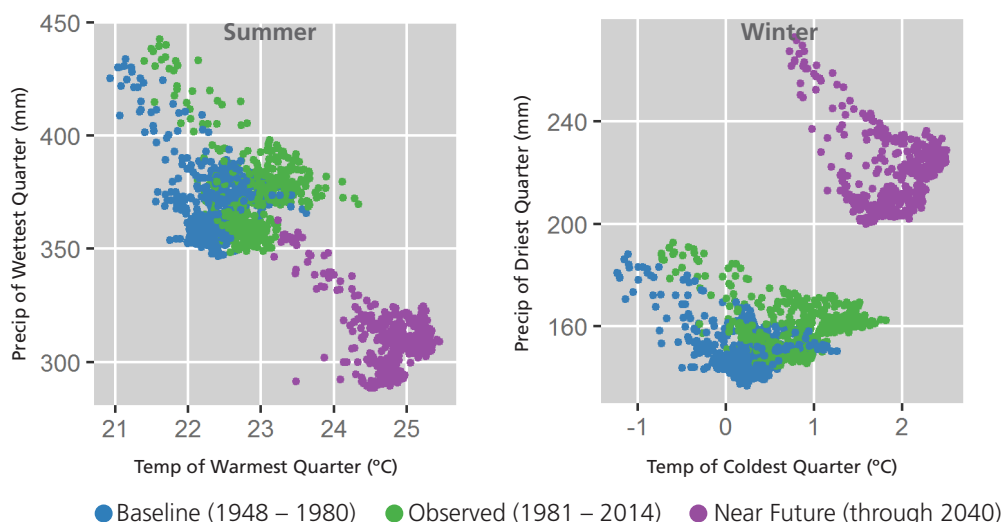 Summer
Precip of Wettest Quarter (mm)
450
400
350
300
21 22 23 24 25
Temp of Warmest Quarter (ºC)
Winter
Precip of Driest Quarter (mm)
240
200
160
-1 0 1 2
Temp of Coldest Quarter (ºC)
Baseline (1948 – 1980) Observed (1981 – 2014) Near Future (through 2040)